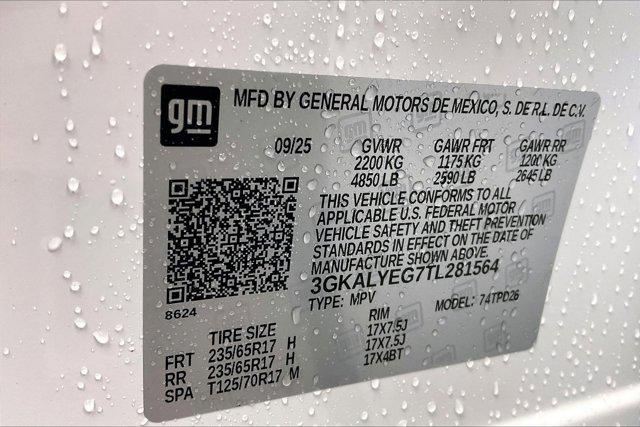 gm
MFD BY GENERAL MOTORS DE MEXICO, S. DE R.L. DE C.V.
09/25 GVWR GAWR FRT GAWR RR
2200 KG 1175 KG 1200 KG
4850 LB 2590 LB 2645 LB
THIS VEHICLE CONFORMS TO ALL
APPLICABLE U.S. FEDERAL MOTOR
VEHICLE SAFETY AND THEFT PREVENTION
STANDARDS IN EFFECT ON THE DATE OF
MANUFACTURE SHOWN ABOVE.
3GKALYEG7TL281564
TYPE: MPV MODEL: 74TPD26
8624
TIRE SIZE RIM
FRT 235/65R17 H 17X7.5J
RR 235/65R17 H 17X7.5J
SPA T125/70R17 M 17X4BT